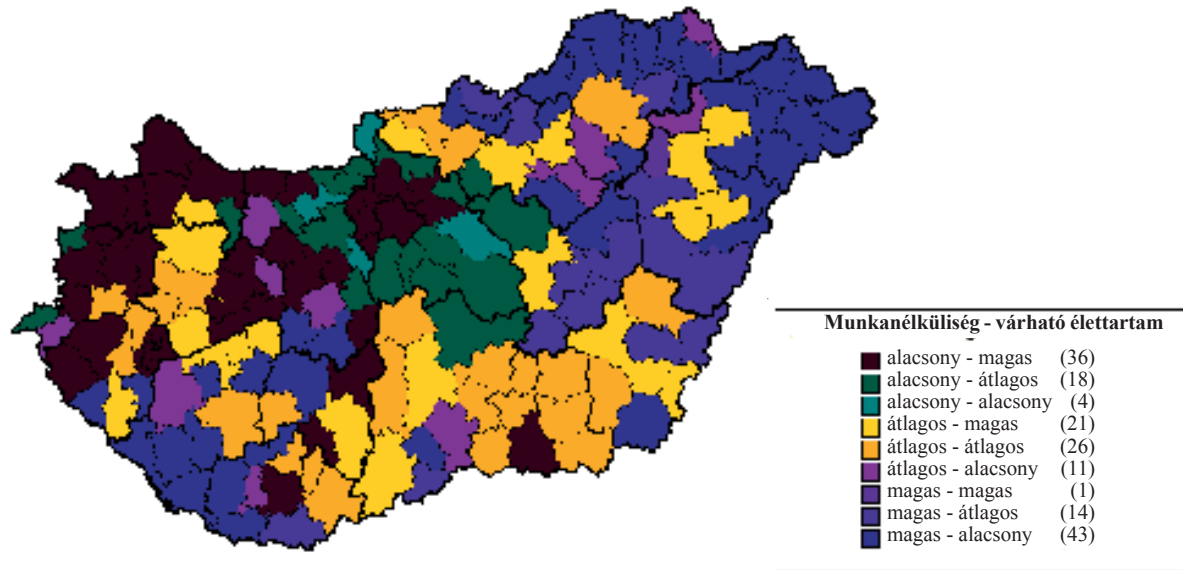 Munkanélküliség - várható élettartam
alacsony - magas (36)
alacsony - átlagos (18)
alacsony - alacsony (4)
átlagos - magas (21)
átlagos - átlagos (26)
átlagos - alacsony (11)
magas - magas (1)
magas - átlagos (14)
magas - alacsony (43)